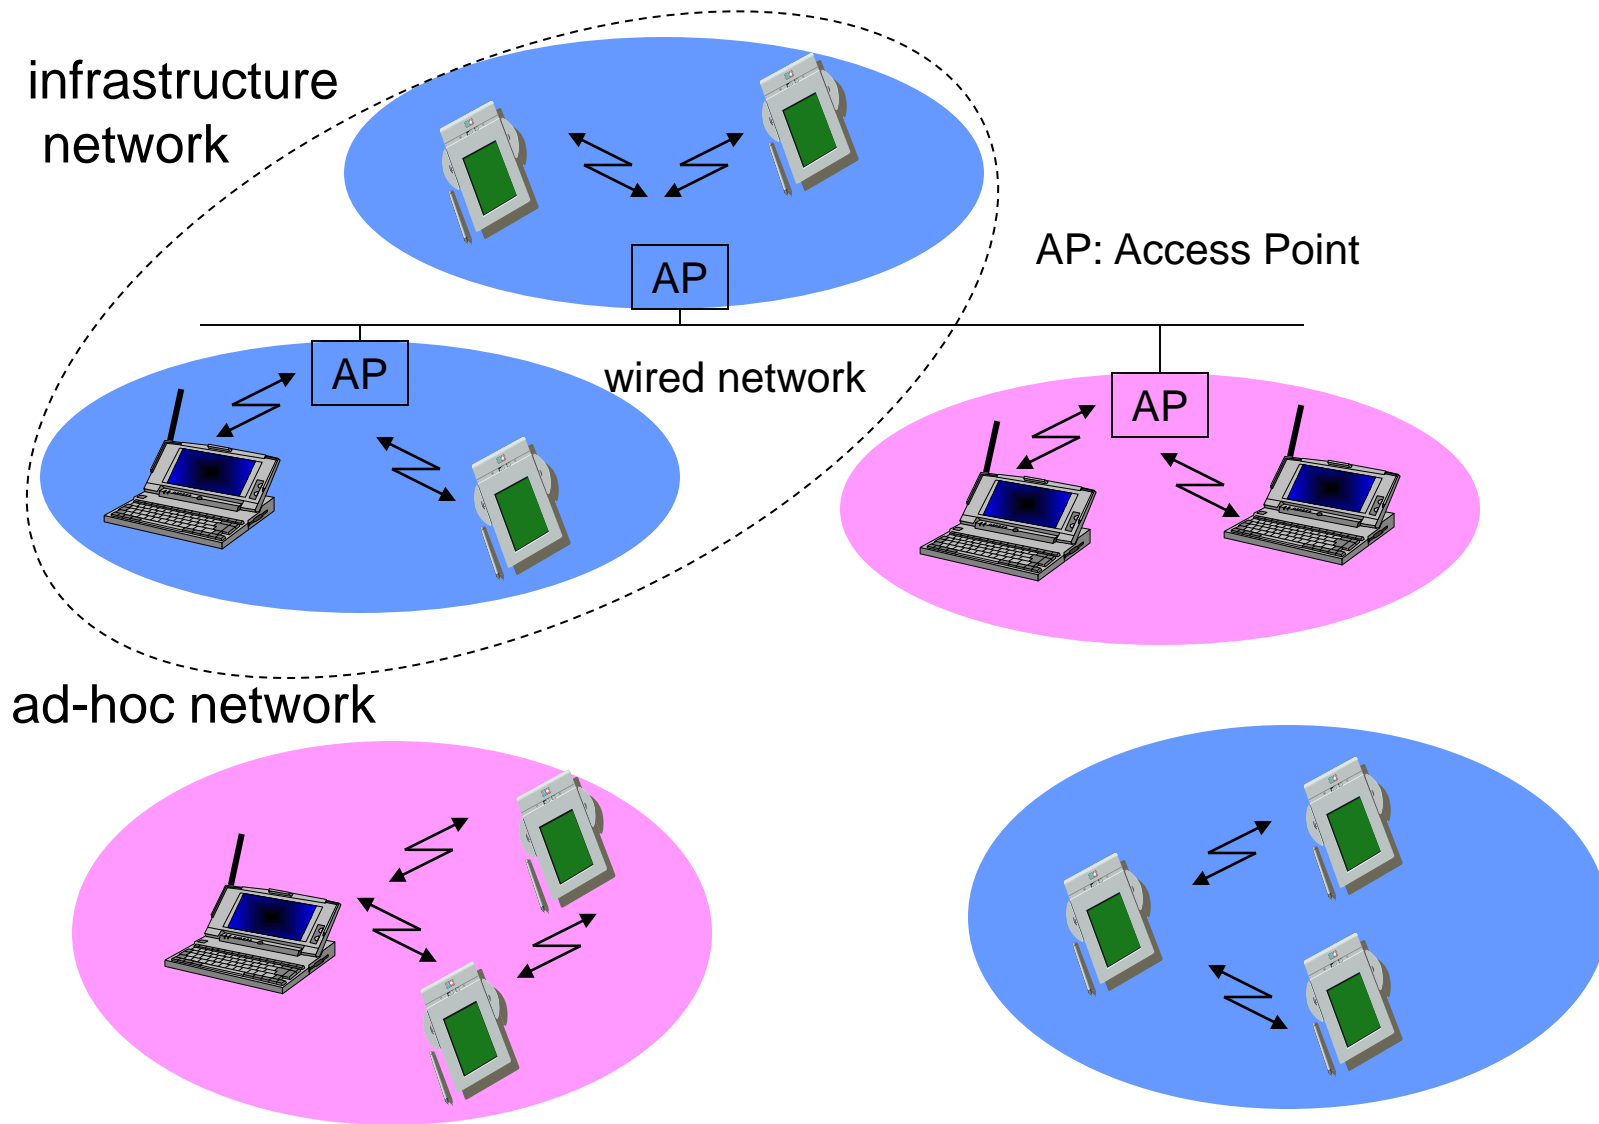 infrastructure
network
AP
AP: Access Point
AP
wired network
AP
ad-hoc network